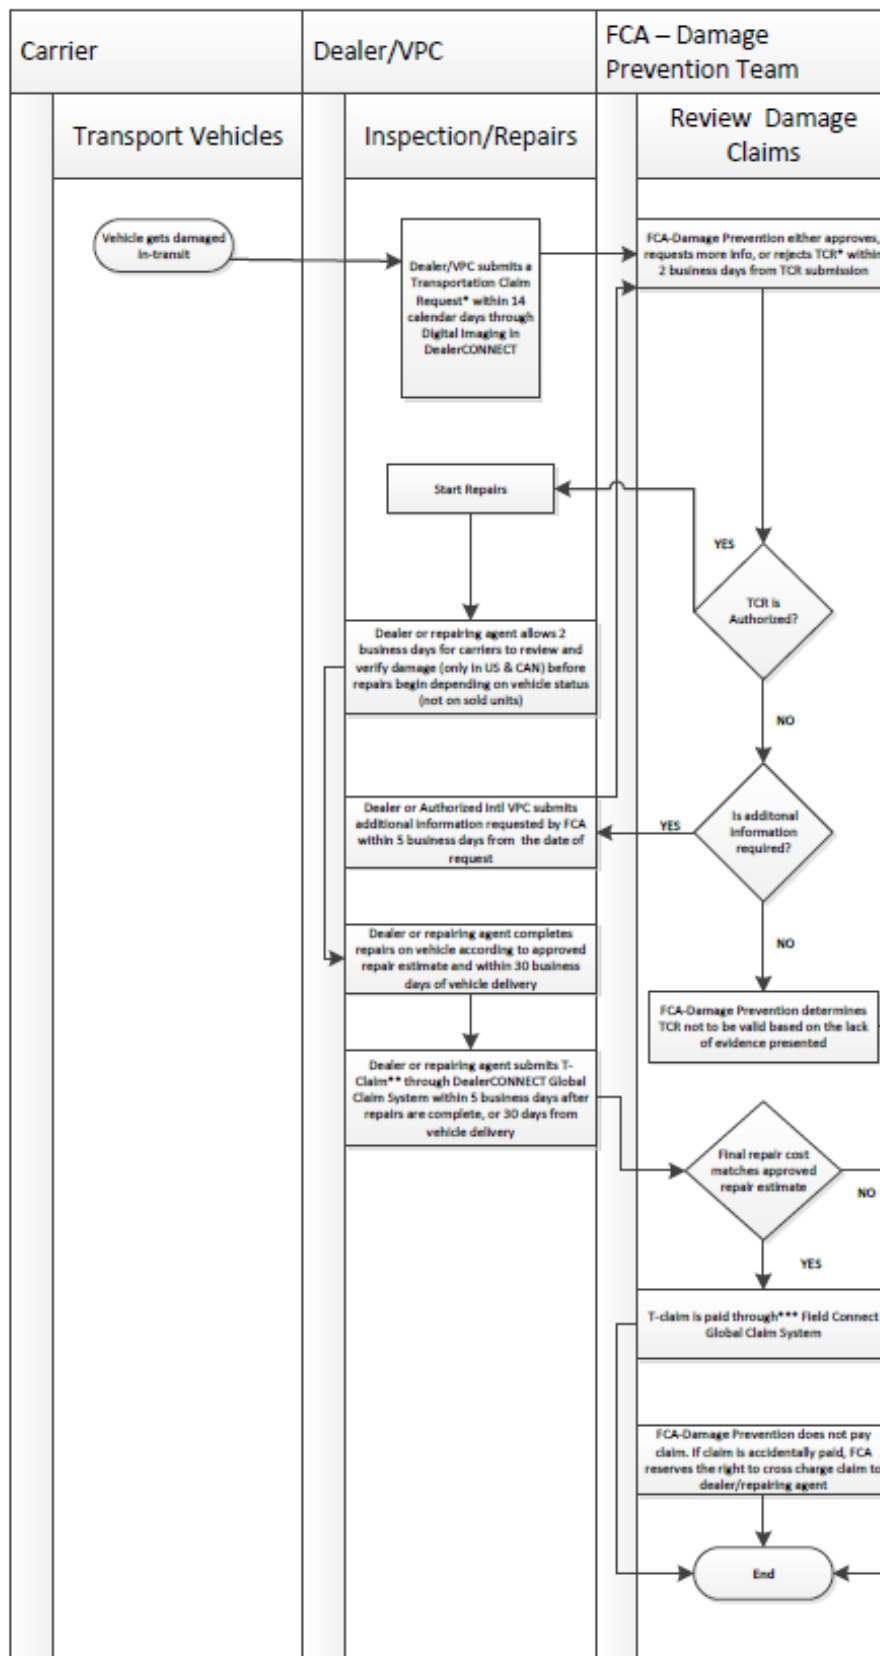 Carrier
Dealer/VPC
FCA – Damage
Prevention Team
Transport Vehicles
Inspection/Repairs
Review Damage
Claims
Vehicle gets damaged
in-transit
Dealer/VPC submits a
Transportation Claim
Request* within 14
calendar days through
Digital Imaging in
DealerCONNECT
FCA-Damage Prevention either approves,
requests more info, or rejects TCR* within
2 business days from TCR submission
Start Repairs
YES
TCR is
Authorized?
Dealer or repairing agent allows 2
business days for carriers to review and
verify damage (only in US & CAN) before
repairs begin depending on vehicle status
(not on sold units)
NO
Dealer or Authorized Intl VPC submits
additional information requested by FCA
within 5 business days from the date of
request
YES
Is additonal
information
required?
NO
Dealer or repairing agent completes
repairs on vehicle according to approved
repair estimate and within 30 business
days of vehicle delivery
FCA-Damage Prevention determines
TCR not to be valid based on the lack
of evidence presented
Dealer or repairing agent submits T-
Claim** through DealerCONNECT Global
Claim System within 5 business days after
repairs are complete, or 30 days from
vehicle delivery
Final repair cost
matches approved
repair estimate
NO
YES
T-claim is paid through*** Field Connect
Global Claim System
FCA-Damage Prevention does not pay
claim. If claim is accidentally paid, FCA
reserves the right to cross charge claim to
dealer/repairing agent
End